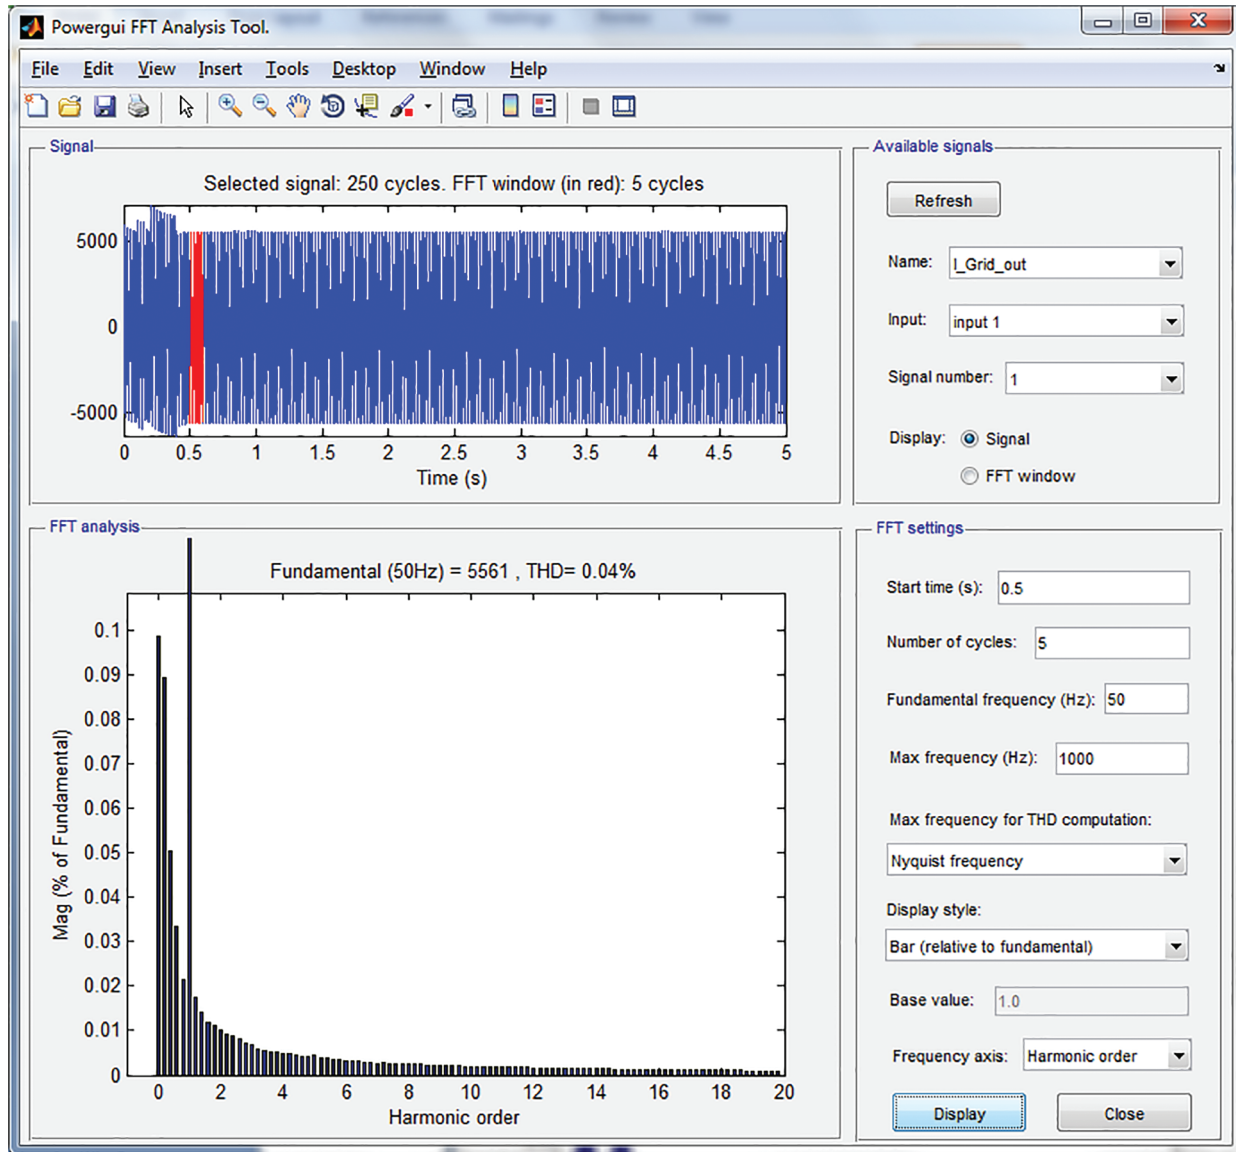 Powergui FFT Analysis Tool.
File Edit View Insert Tools Desktop Window Help
Signal
Selected signal: 250 cycles. FFT window (in red): 5 cycles
5000
0
-5000
0 0.5 1 1.5 2 2.5 3 3.5 4 4.5 5
Time (s)
Available signals
Refresh
Name: I_Grid_out
Input: input 1
Signal number: 1
Display: Signal
FFT window
FFT analysis
Fundamental (50Hz) = 5561 , THD= 0.04%
0.1
0.09
0.08
0.07
0.06
0.05
0.04
0.03
0.02
0.01
0
Mag (% of Fundamental)
0 2 4 6 8 10 12 14 16 18 20
Harmonic order
FFT settings
Start time (s): 0.5
Number of cycles: 5
Fundamental frequency (Hz): 50
Max frequency (Hz): 1000
Max frequency for THD computation:
Nyquist frequency
Display style:
Bar (relative to fundamental)
Base value: 1.0
Frequency axis: Harmonic order
Display Close